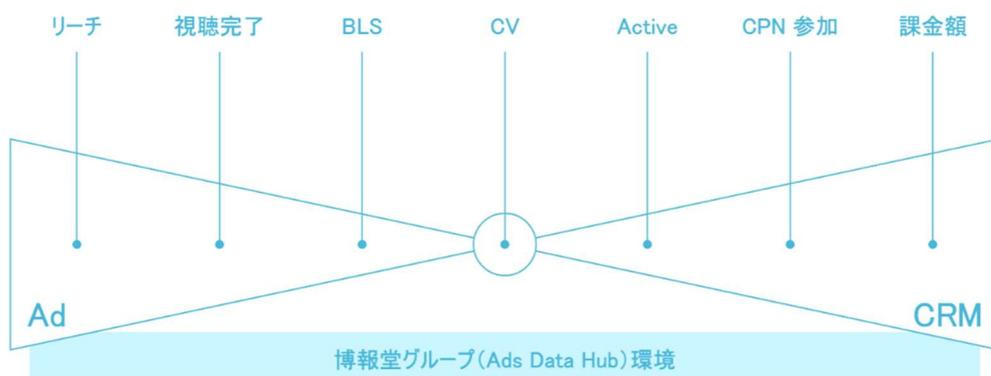 リーチ 視聴完了 BLS CV Active CPN 参加 課金額
Ad CRM
博報堂グループ(Ads Data Hub)環境